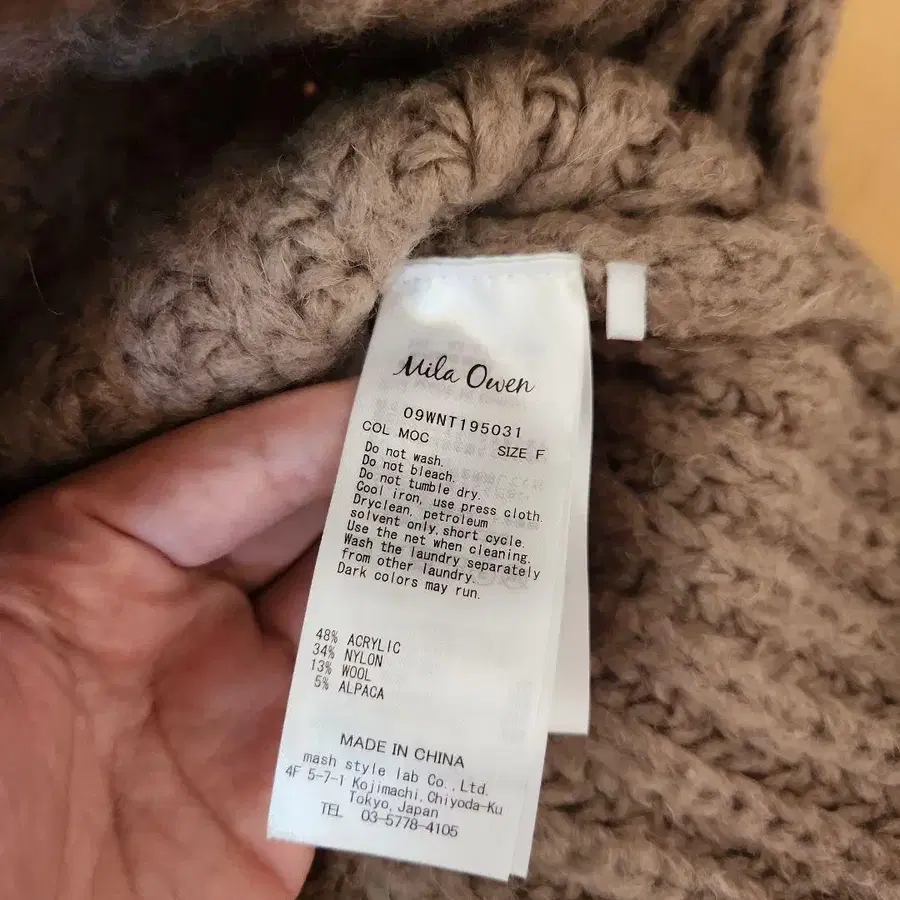 Mila Owen
09WNT195031
COL MOC SIZE F
Do not wash.
Do not bleach.
Do not tumble dry.
Cool iron, use press cloth.
Dryclean, petroleum
solvent only, short cycle.
Use the net when cleaning.
Wash the laundry separately
from other laundry.
Dark colors may run.
48% ACRYLIC
34% NYLON
13% WOOL
5% ALPACA
MADE IN CHINA
mash style lab Co., Ltd.
4F 5-7-1 Kojimachi, Chiyoda-Ku
Tokyo, Japan
TEL 03-5778-4105